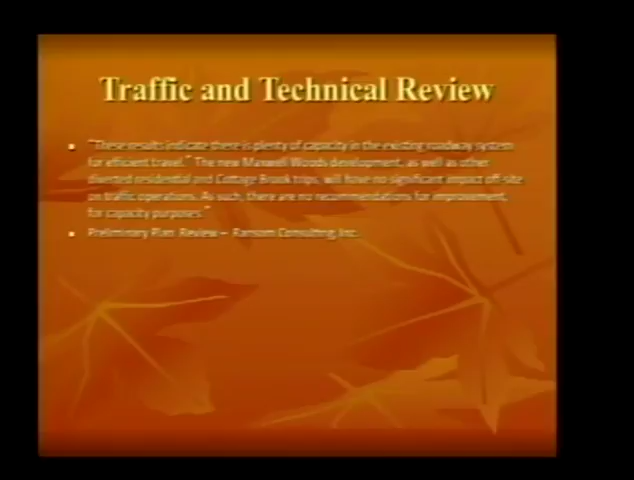 Traffic and Technical Review
"These results indicate there is plenty of capacity in the existing roadway system
for efficient travel." The new Maxwell Woods development, as well as other
diverted residential and Cottage Brook trips, will have no significant impact off-site
on traffic operations. As such, there are no recommendations for improvement,
for capacity purposes."
Preliminary Plan Review – Ransom Consulting, Inc.